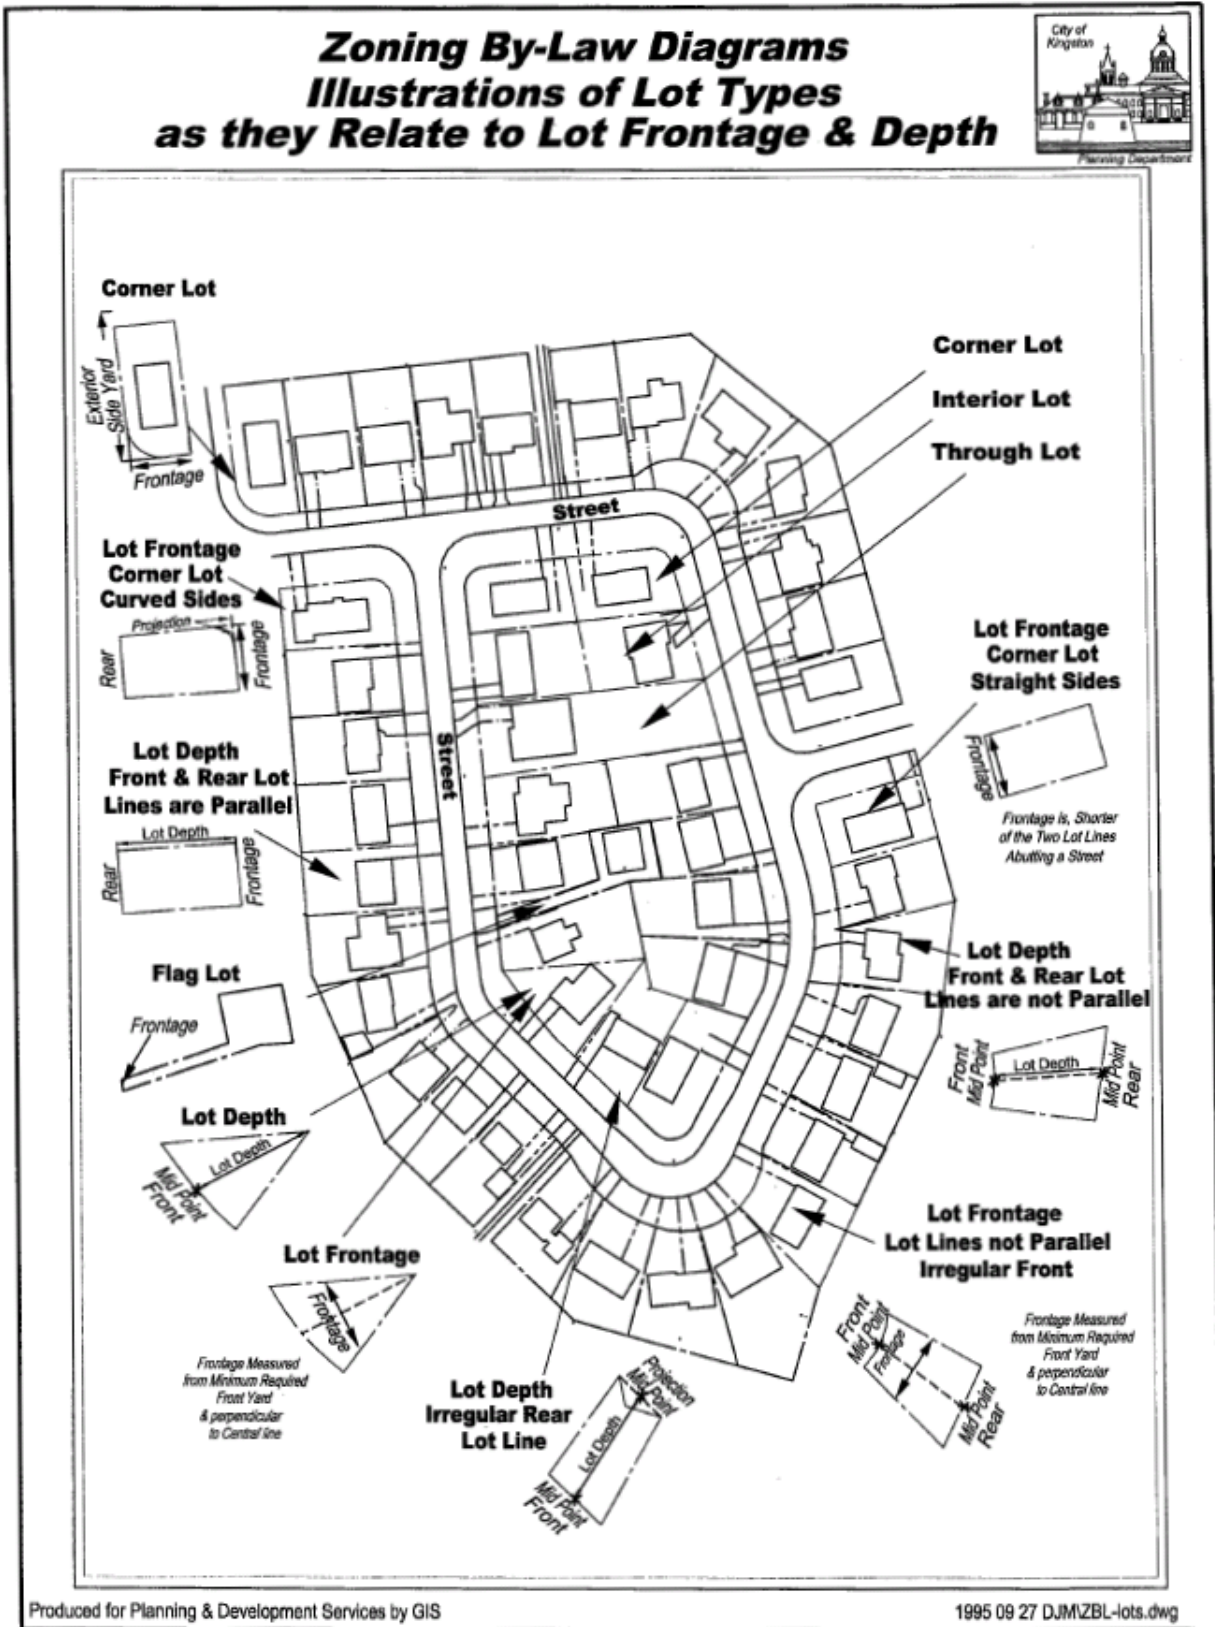 Zoning By-Law Diagrams
Illustrations of Lot Types
as they Relate to Lot Frontage & Depth
City of
Kingston
Planning Department
Corner Lot
Exterior
Side Yard
Frontage
Corner Lot
Interior Lot
Through Lot
Street
Lot Frontage
Corner Lot
Curved Sides
Projection
Rear
Frontage
Lot Frontage
Corner Lot
Straight Sides
Frontage
Frontage is, Shorter
of the Two Lot Lines
Abutting a Street
Street
Lot Depth
Front & Rear Lot
Lines are Parallel
Lot Depth
Rear
Frontage
Flag Lot
Frontage
Lot Depth
Front & Rear Lot
Lines are not Parallel
Front
Mid Point
Lot Depth
Mid Point
Rear
Lot Depth
Lot Depth
Mid Point
Front
Lot Frontage
Frontage
Frontage Measured
from Minimum Required
Front Yard
& perpendicular
to Central line
Lot Depth
Irregular Rear
Lot Line
Projection
Mid Point
Lot Depth
Mid Point
Front
Lot Frontage
Lot Lines not Parallel
Irregular Front
Front
Mid Point
Frontage
Mid Point
Rear
Frontage Measured
from Minimum Required
Front Yard
& perpendicular
to Central line
Produced for Planning & Development Services by GIS
1995 09 27 DJM\ZBL-lots.dwg